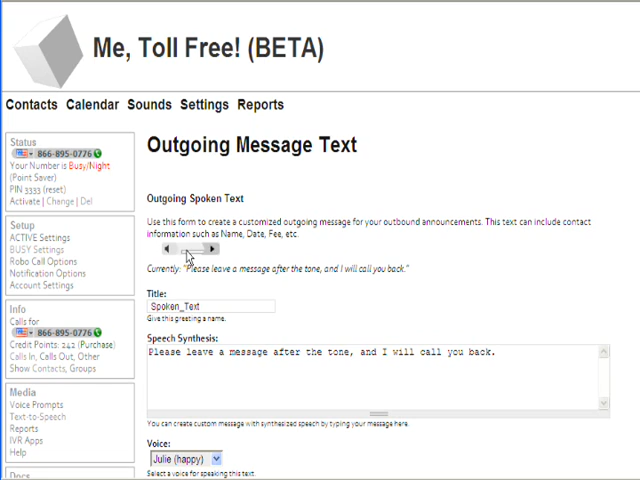 Me, Toll Free! (BETA)
Contacts Calendar Sounds Settings Reports
Status
866-895-0776
Your Number is Busy/Night
(Point Saver)
PIN 3333 (reset)
Activate | Change | Del
Setup
ACTIVE Settings
BUSY Settings
Robo Call Options
Notification Options
Account Settings
Info
Calls for
866-895-0776
Credit Points: 242 (Purchase)
Calls In, Calls Out, Other
Show Contacts, Groups
Media
Voice Prompts
Text-to-Speech
Reports
IVR Apps
Help
Docs
Outgoing Message Text
Outgoing Spoken Text
Use this form to create a customized outgoing message for your outbound announcements. This text can include contact
information such as Name, Date, Fee, etc.
Currently: "Please leave a message after the tone, and I will call you back."
Title:
Spoken_Text
Give this greeting a name.
Speech Synthesis:
Please leave a message after the tone, and I will call you back.
You can create custom message with synthesized speech by typing your message here.
Voice:
Julie (happy)
Select a voice for speaking this text.